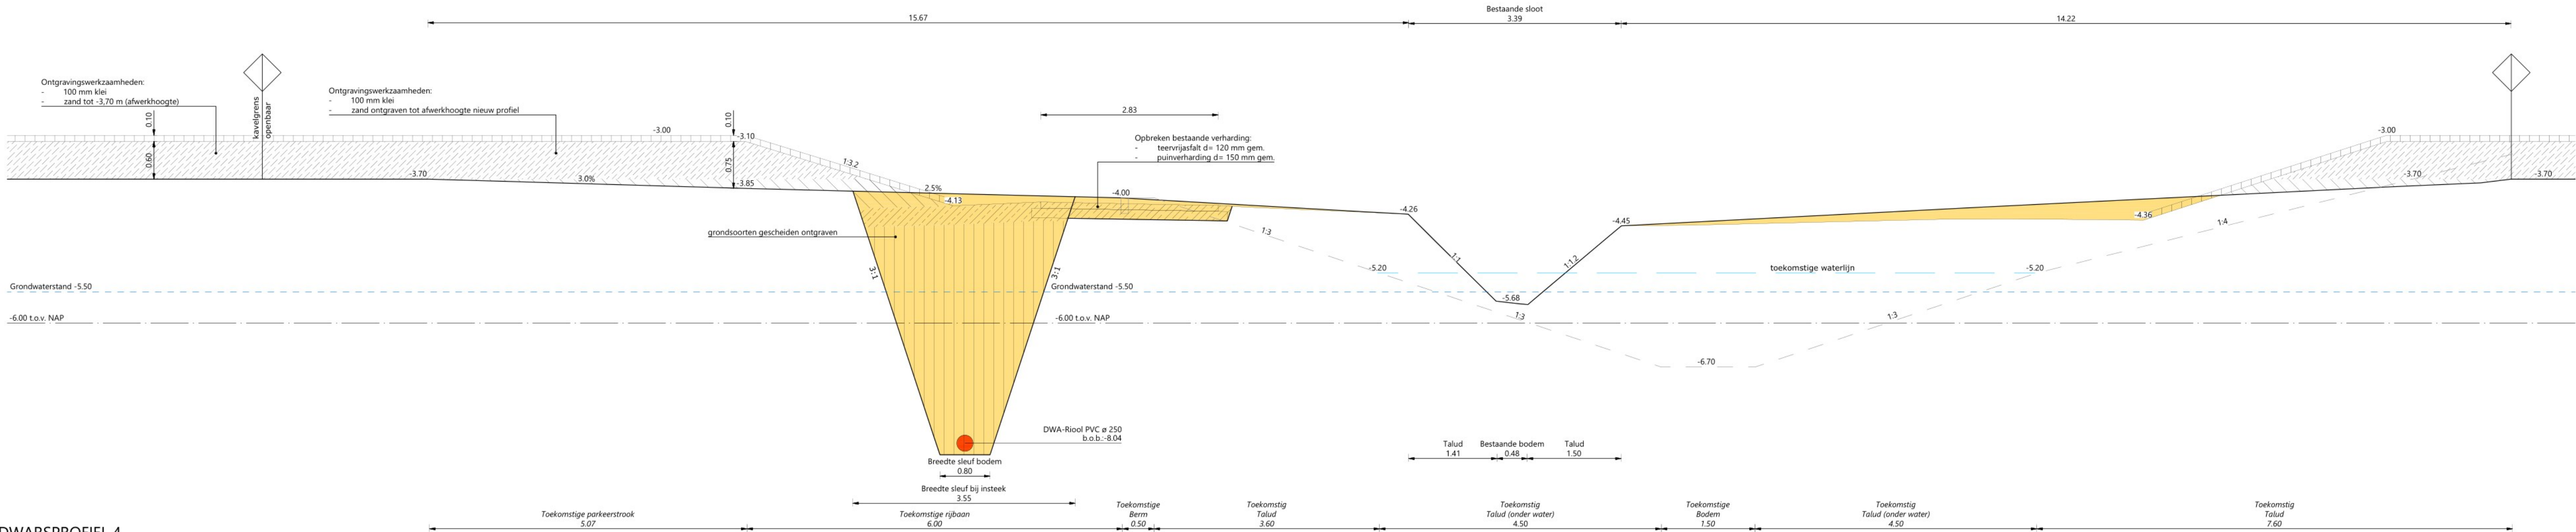 15.67
Bestaande sloot
3.39
14.22
Ontgravingswerkzaamheden:
- 100 mm klei
- zand tot -3,70 m (afwerkhoogte)
kavelgrens
openbaar
Ontgravingswerkzaamheden:
- 100 mm klei
- zand ontgraven tot afwerkhoogte nieuw profiel
2.83
Opbreken bestaande verharding:
- teervrijasfalt d= 120 mm gem.
- puinverharding d= 150 mm gem.
0.10
0.60
-3.00
0.10
-3.10
0.75
1:3.2
-3.00
-3.70
3.0%
-3.85
2.5%
-4.13
-4.00
-4.26
-4.45
-4.36
-3.70
-3.70
1:4
grondsoorten gescheiden ontgraven
1:3
3:1
3:1
1:1
1:1.2
-5.20
toekomstige waterlijn
-5.20
Grondwaterstand -5.50
Grondwaterstand -5.50
-5.68
-6.00 t.o.v. NAP
-6.00 t.o.v. NAP
1:3
1:3
-6.70
DWA-Riool PVC ø 250
b.o.b.:-8.04
Talud
1.41
Bestaande bodem
0.48
Talud
1.50
Breedte sleuf bodem
0.80
Breedte sleuf bij insteek
3.55
Toekomstige parkeerstrook
5.07
Toekomstige rijbaan
6.00
Toekomstige
Berm
0.50
Toekomstig
Talud
3.60
Toekomstig
Talud (onder water)
4.50
Toekomstige
Bodem
1.50
Toekomstig
Talud (onder water)
4.50
Toekomstig
Talud
7.60
DWARSPROFIEL 4